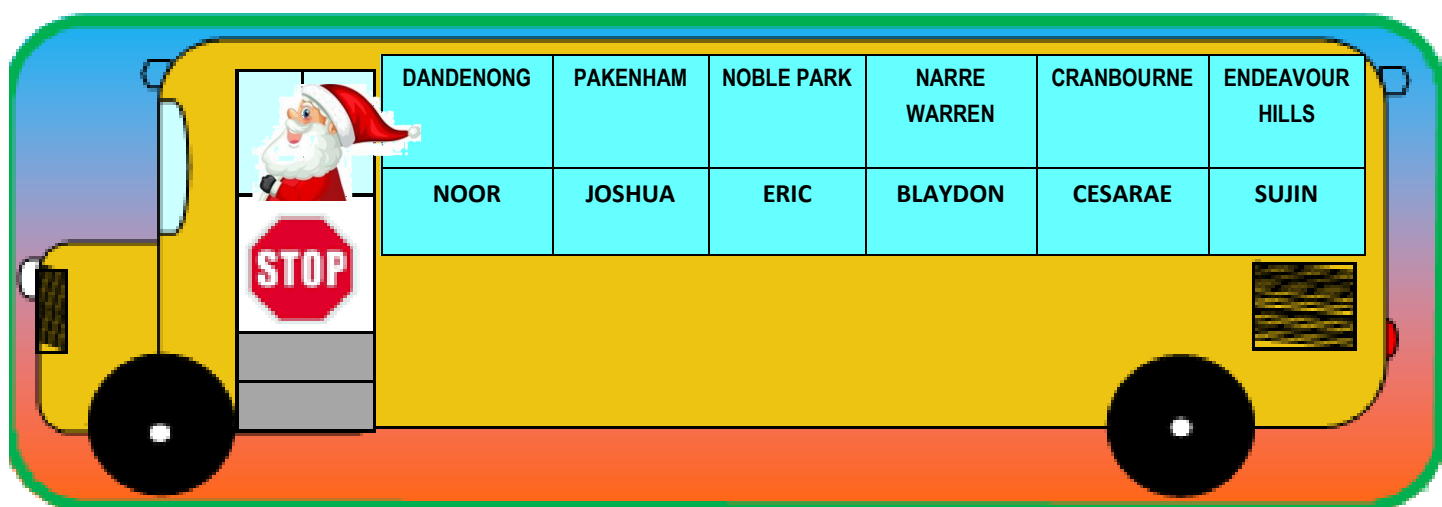 DANDENONG PAKENHAM NOBLE PARK NARRE WARREN CRANBOURNE ENDEAVOUR HILLS
NOOR JOSHUA ERIC BLAYDON CESARAE SUJIN
STOP